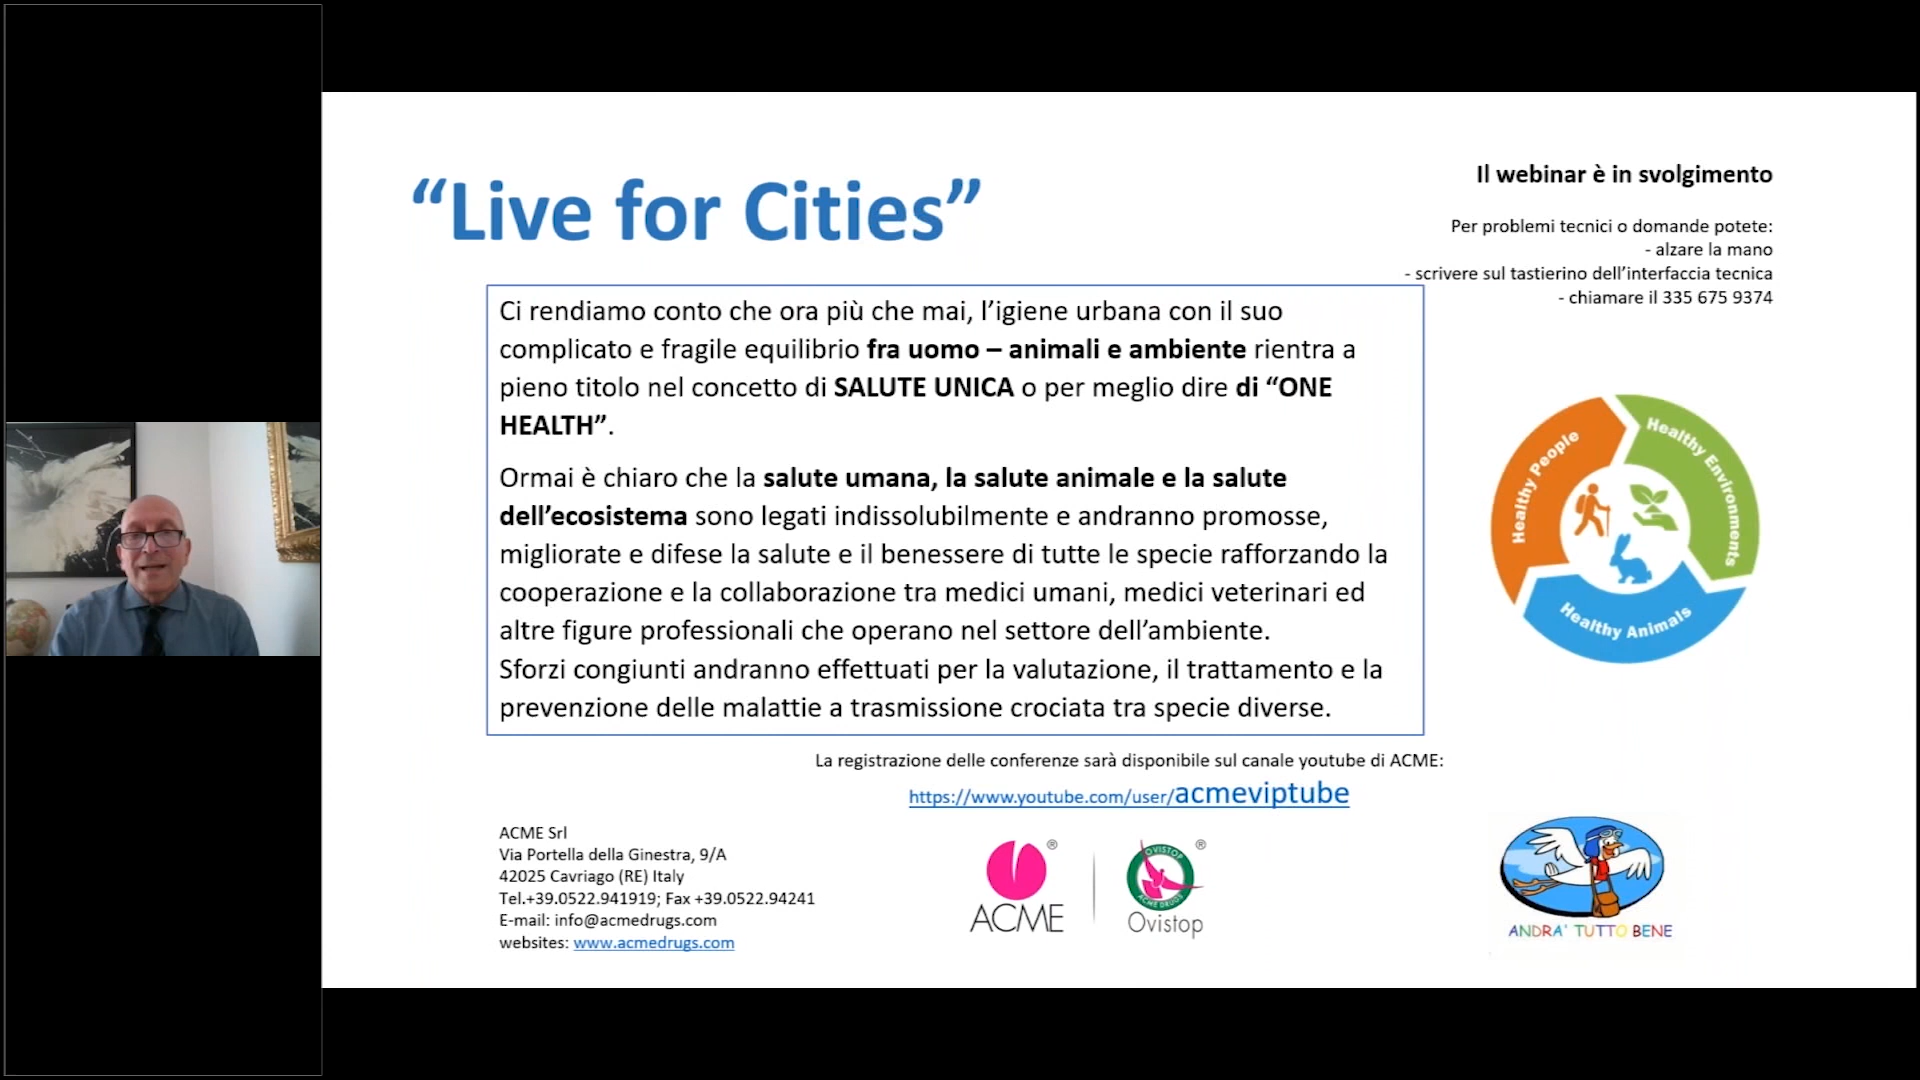 “Live for Cities”
Il webinar è in svolgimento
Per problemi tecnici o domande potete:
- alzare la mano
- scrivere sul tastierino dell’interfaccia tecnica
- chiamare il 335 675 9374
Ci rendiamo conto che ora più che mai, l’igiene urbana con il suo
complicato e fragile equilibrio fra uomo – animali e ambiente rientra a
pieno titolo nel concetto di SALUTE UNICA o per meglio dire di “ONE
HEALTH”.
Ormai è chiaro che la salute umana, la salute animale e la salute
dell’ecosistema sono legati indissolubilmente e andranno promosse,
migliorate e difese la salute e il benessere di tutte le specie rafforzando la
cooperazione e la collaborazione tra medici umani, medici veterinari ed
altre figure professionali che operano nel settore dell’ambiente.
Sforzi congiunti andranno effettuati per la valutazione, il trattamento e la
prevenzione delle malattie a trasmissione crociata tra specie diverse.
Healthy People
Healthy Environments
Healthy Animals
La registrazione delle conferenze sarà disponibile sul canale youtube di ACME:
https://www.youtube.com/user/acmeviptube
ACME Srl
Via Portella della Ginestra, 9/A
42025 Cavriago (RE) Italy
Tel.+39.0522.941919; Fax +39.0522.94241
E-mail: info@acmedrugs.com
websites: www.acmedrugs.com
®
ACME
®
OVISTOP
ACME DRUGS
Ovistop
ANDRA' TUTTO BENE